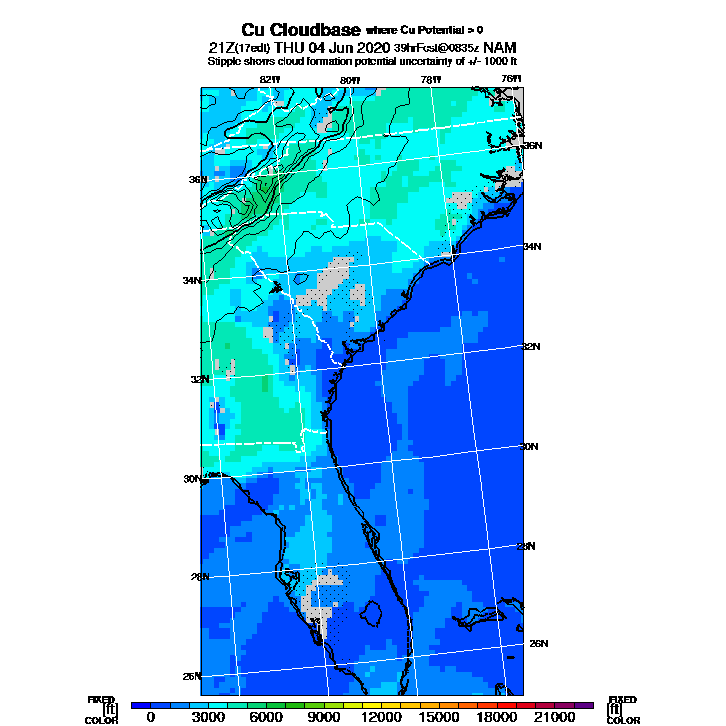 Cu Cloudbase where Cu Potential > 0
21Z(17edt) THU 04 Jun 2020 39hrFcst@0835z NAM
Stipple shows cloud formation potential uncertainty of +/- 1000 ft
82W 80W 78W 76W
36N
36N
34N
34N
32N
32N
30N
30N
28N
28N
26N
26N
FIXED [ft] COLOR
0 3000 6000 9000 12000 15000 18000 21000
FIXED [ft] COLOR